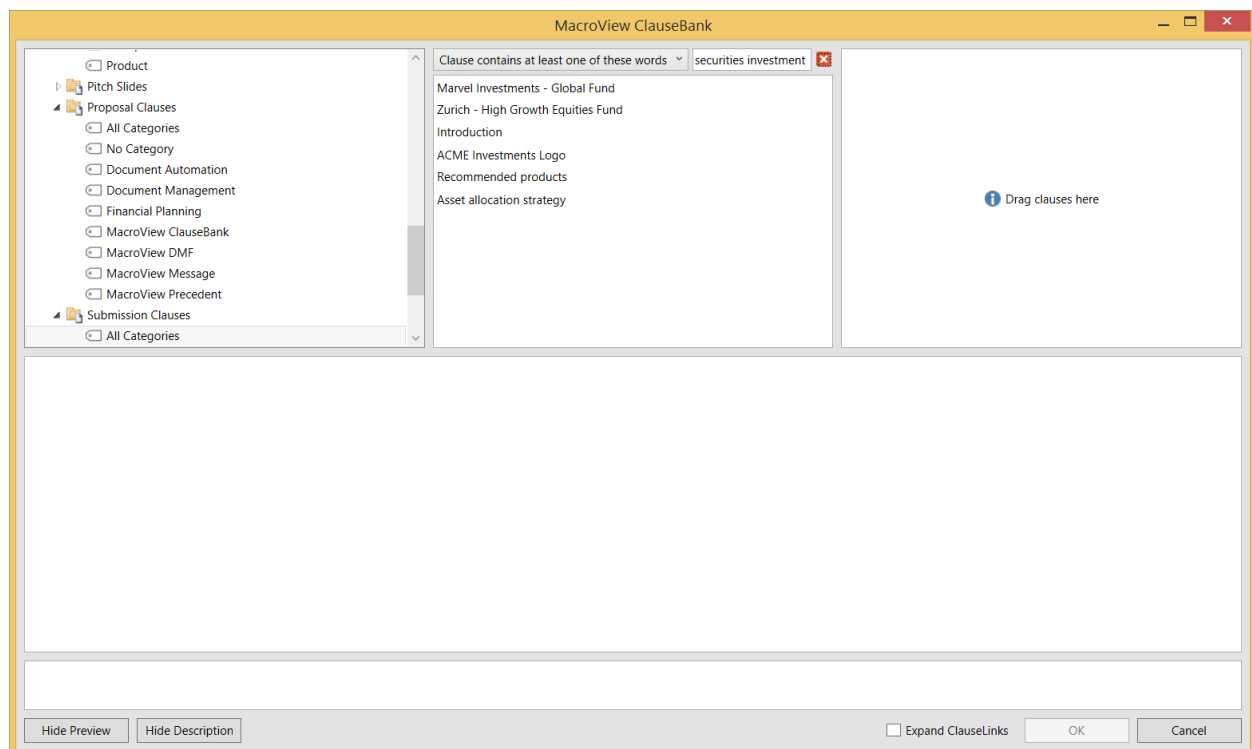 MacroView ClauseBank
Product
Pitch Slides
Proposal Clauses
All Categories
No Category
Document Automation
Document Management
Financial Planning
MacroView ClauseBank
MacroView DMF
MacroView Message
MacroView Precedent
Submission Clauses
All Categories
Clause contains at least one of these words
securities investment
Marvel Investments - Global Fund
Zurich - High Growth Equities Fund
Introduction
ACME Investments Logo
Recommended products
Asset allocation strategy
Drag clauses here
Hide Preview
Hide Description
Expand ClauseLinks
OK
Cancel